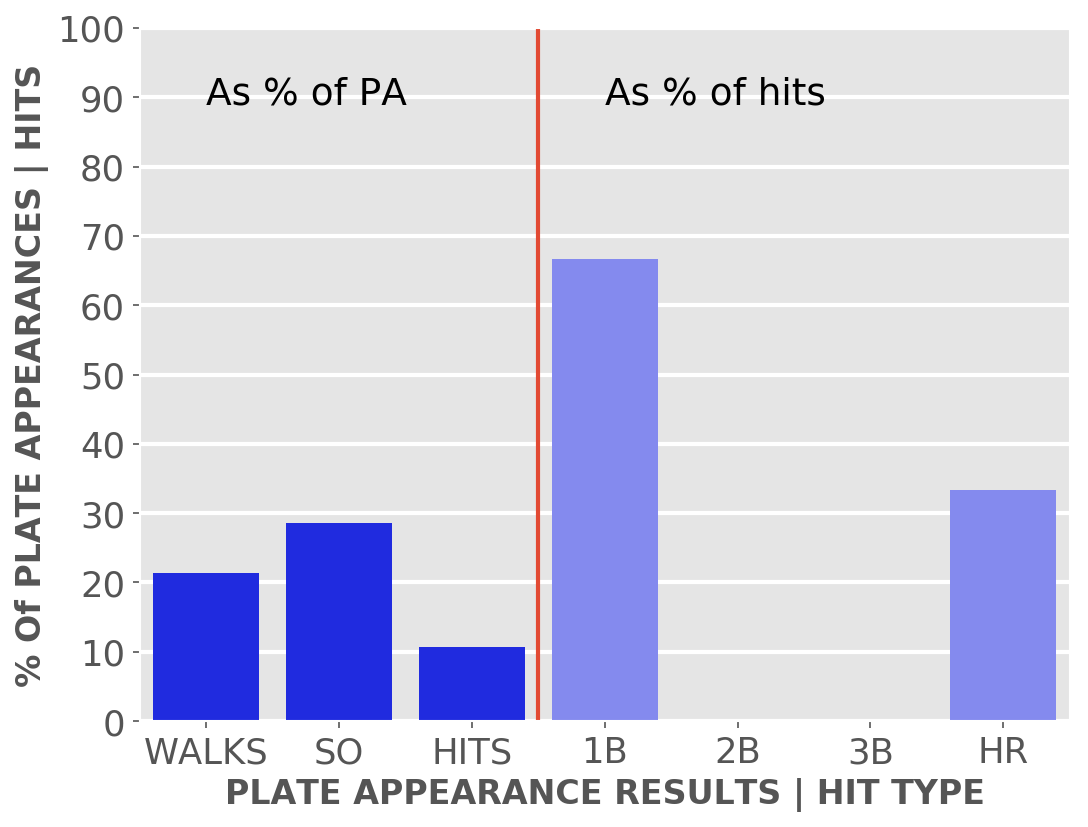 100
90
80
70
60
50
40
30
20
10
0
% Of PLATE APPEARANCES | HITS
As % of PA
As % of hits
WALKS SO HITS 1B 2B 3B HR
PLATE APPEARANCE RESULTS | HIT TYPE